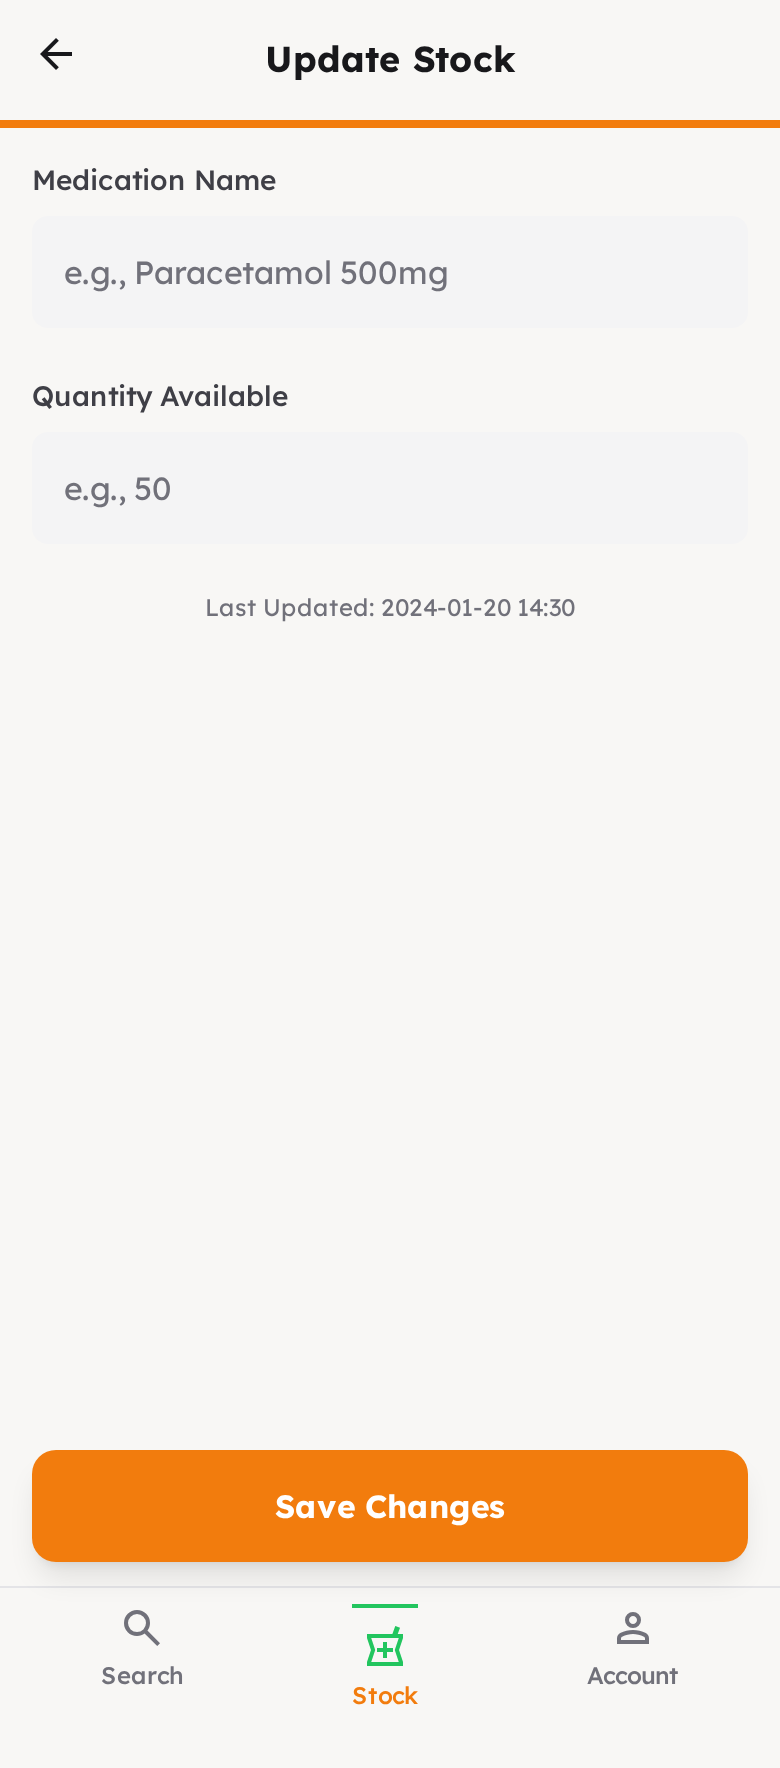 Update Stock
Medication Name
e.g., Paracetamol 500mg
Quantity Available
e.g., 50
Last Updated: 2024-01-20 14:30
Save Changes
Search
Stock
Account